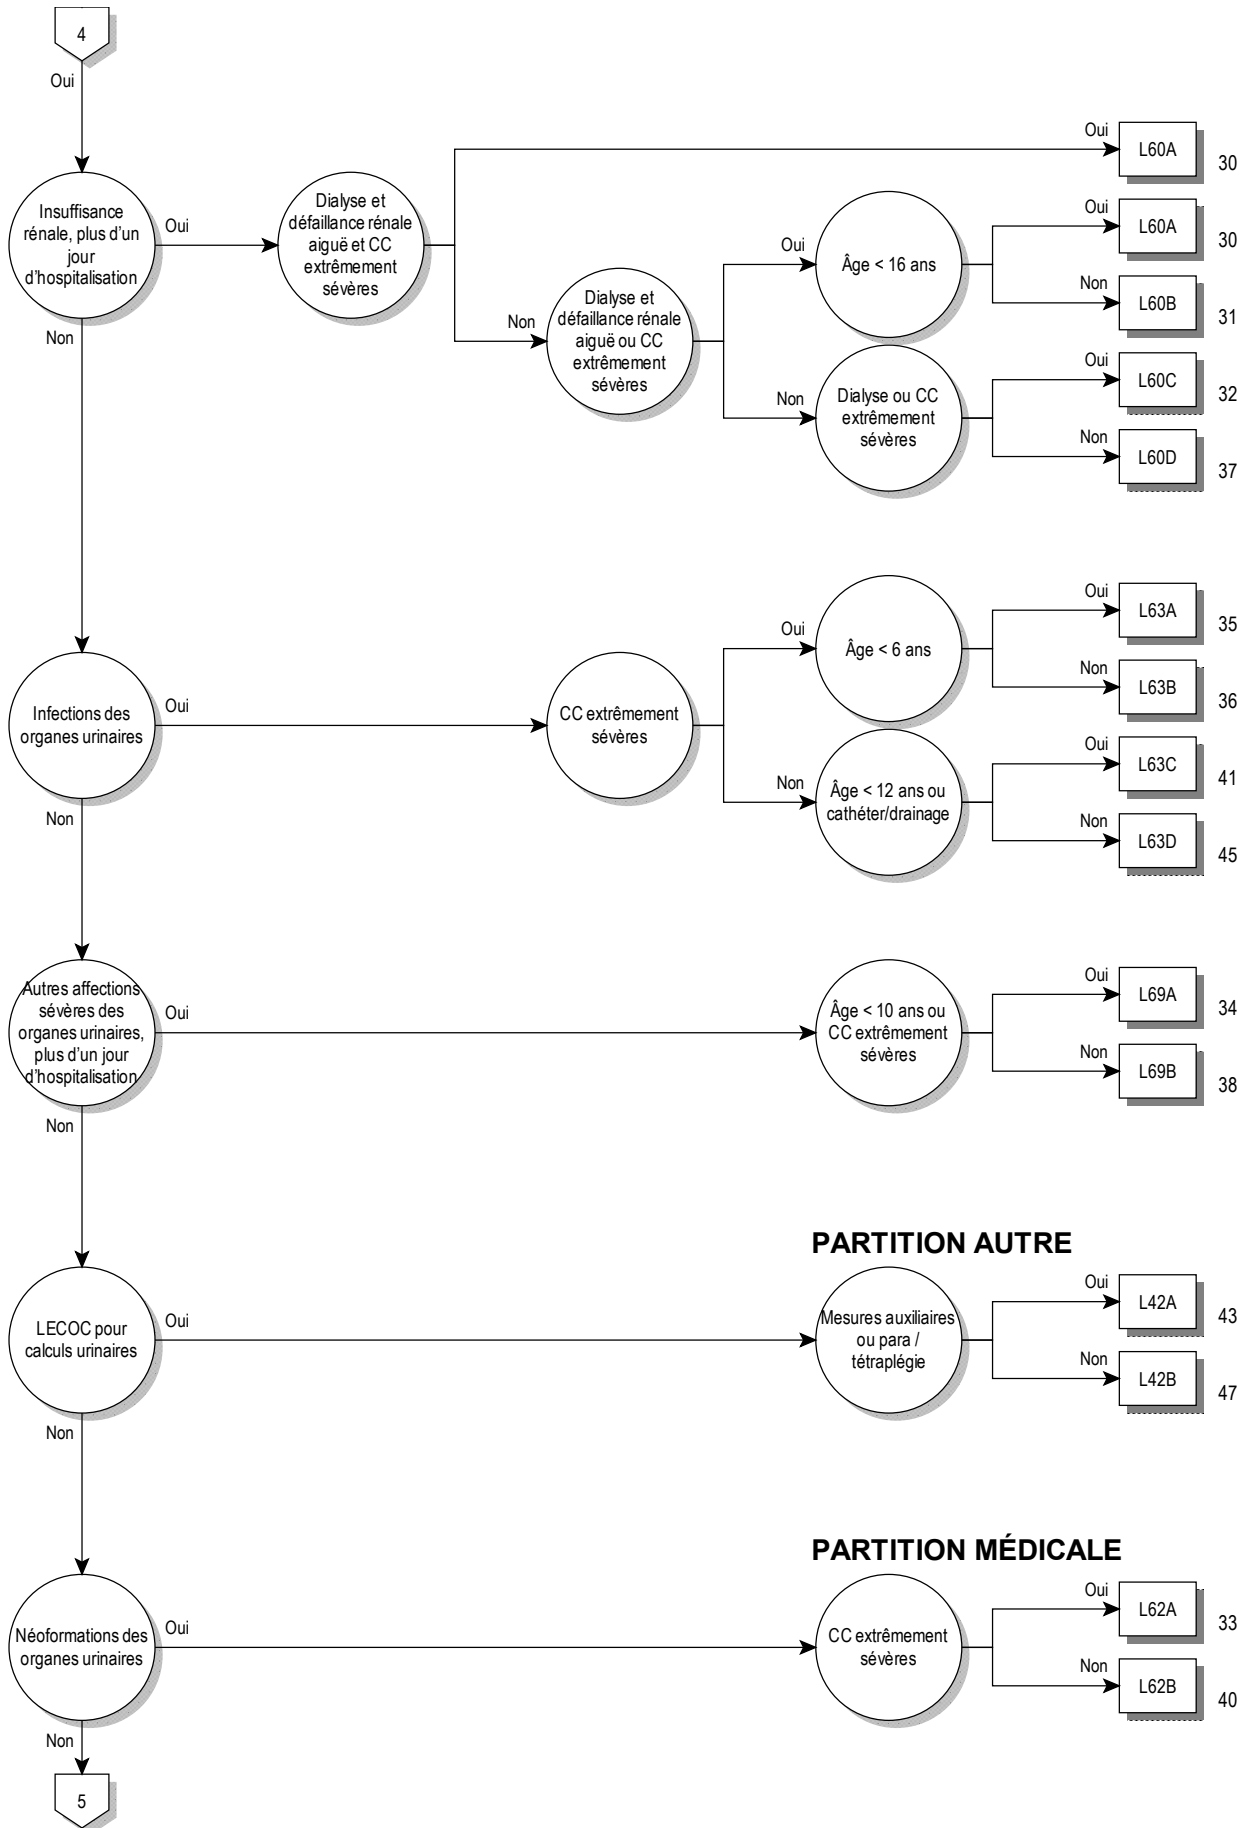 4
Oui
Insuffisance
rénale, plus d'un
jour
d'hospitalisation
Oui
Non
Dialyse et
défaillance rénale
aiguë et CC
extrêmement
sévères
Oui
L60A
30
Non
Dialyse et
défaillance rénale
aiguë ou CC
extrêmement
sévères
Oui
Âge < 16 ans
Oui
L60A
30
Non
L60B
31
Non
Dialyse ou CC
extrêmement
sévères
Oui
L60C
32
Non
L60D
37
Infections des
organes urinaires
Oui
Non
CC extrêmement
sévères
Oui
Âge < 6 ans
Oui
L63A
35
Non
L63B
36
Non
Âge < 12 ans ou
cathéter/drainage
Oui
L63C
41
Non
L63D
45
Autres affections
sévères des
organes urinaires,
plus d'un jour
d'hospitalisation
Oui
Non
Âge < 10 ans ou
CC extrêmement
sévères
Oui
L69A
34
Non
L69B
38
PARTITION AUTRE
LECOC pour
calculs urinaires
Oui
Non
Mesures auxiliaires
ou para /
tétraplégie
Oui
L42A
43
Non
L42B
47
PARTITION MÉDICALE
Néoformations des
organes urinaires
Oui
Non
CC extrêmement
sévères
Oui
L62A
33
Non
L62B
40
5